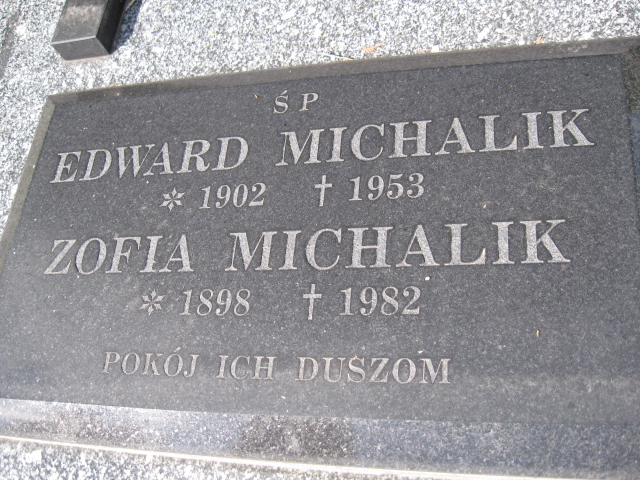 ŚP
EDWARD MICHALIK
* 1902 † 1953
ZOFIA MICHALIK
* 1898 † 1982
POKÓJ ICH DUSZOM